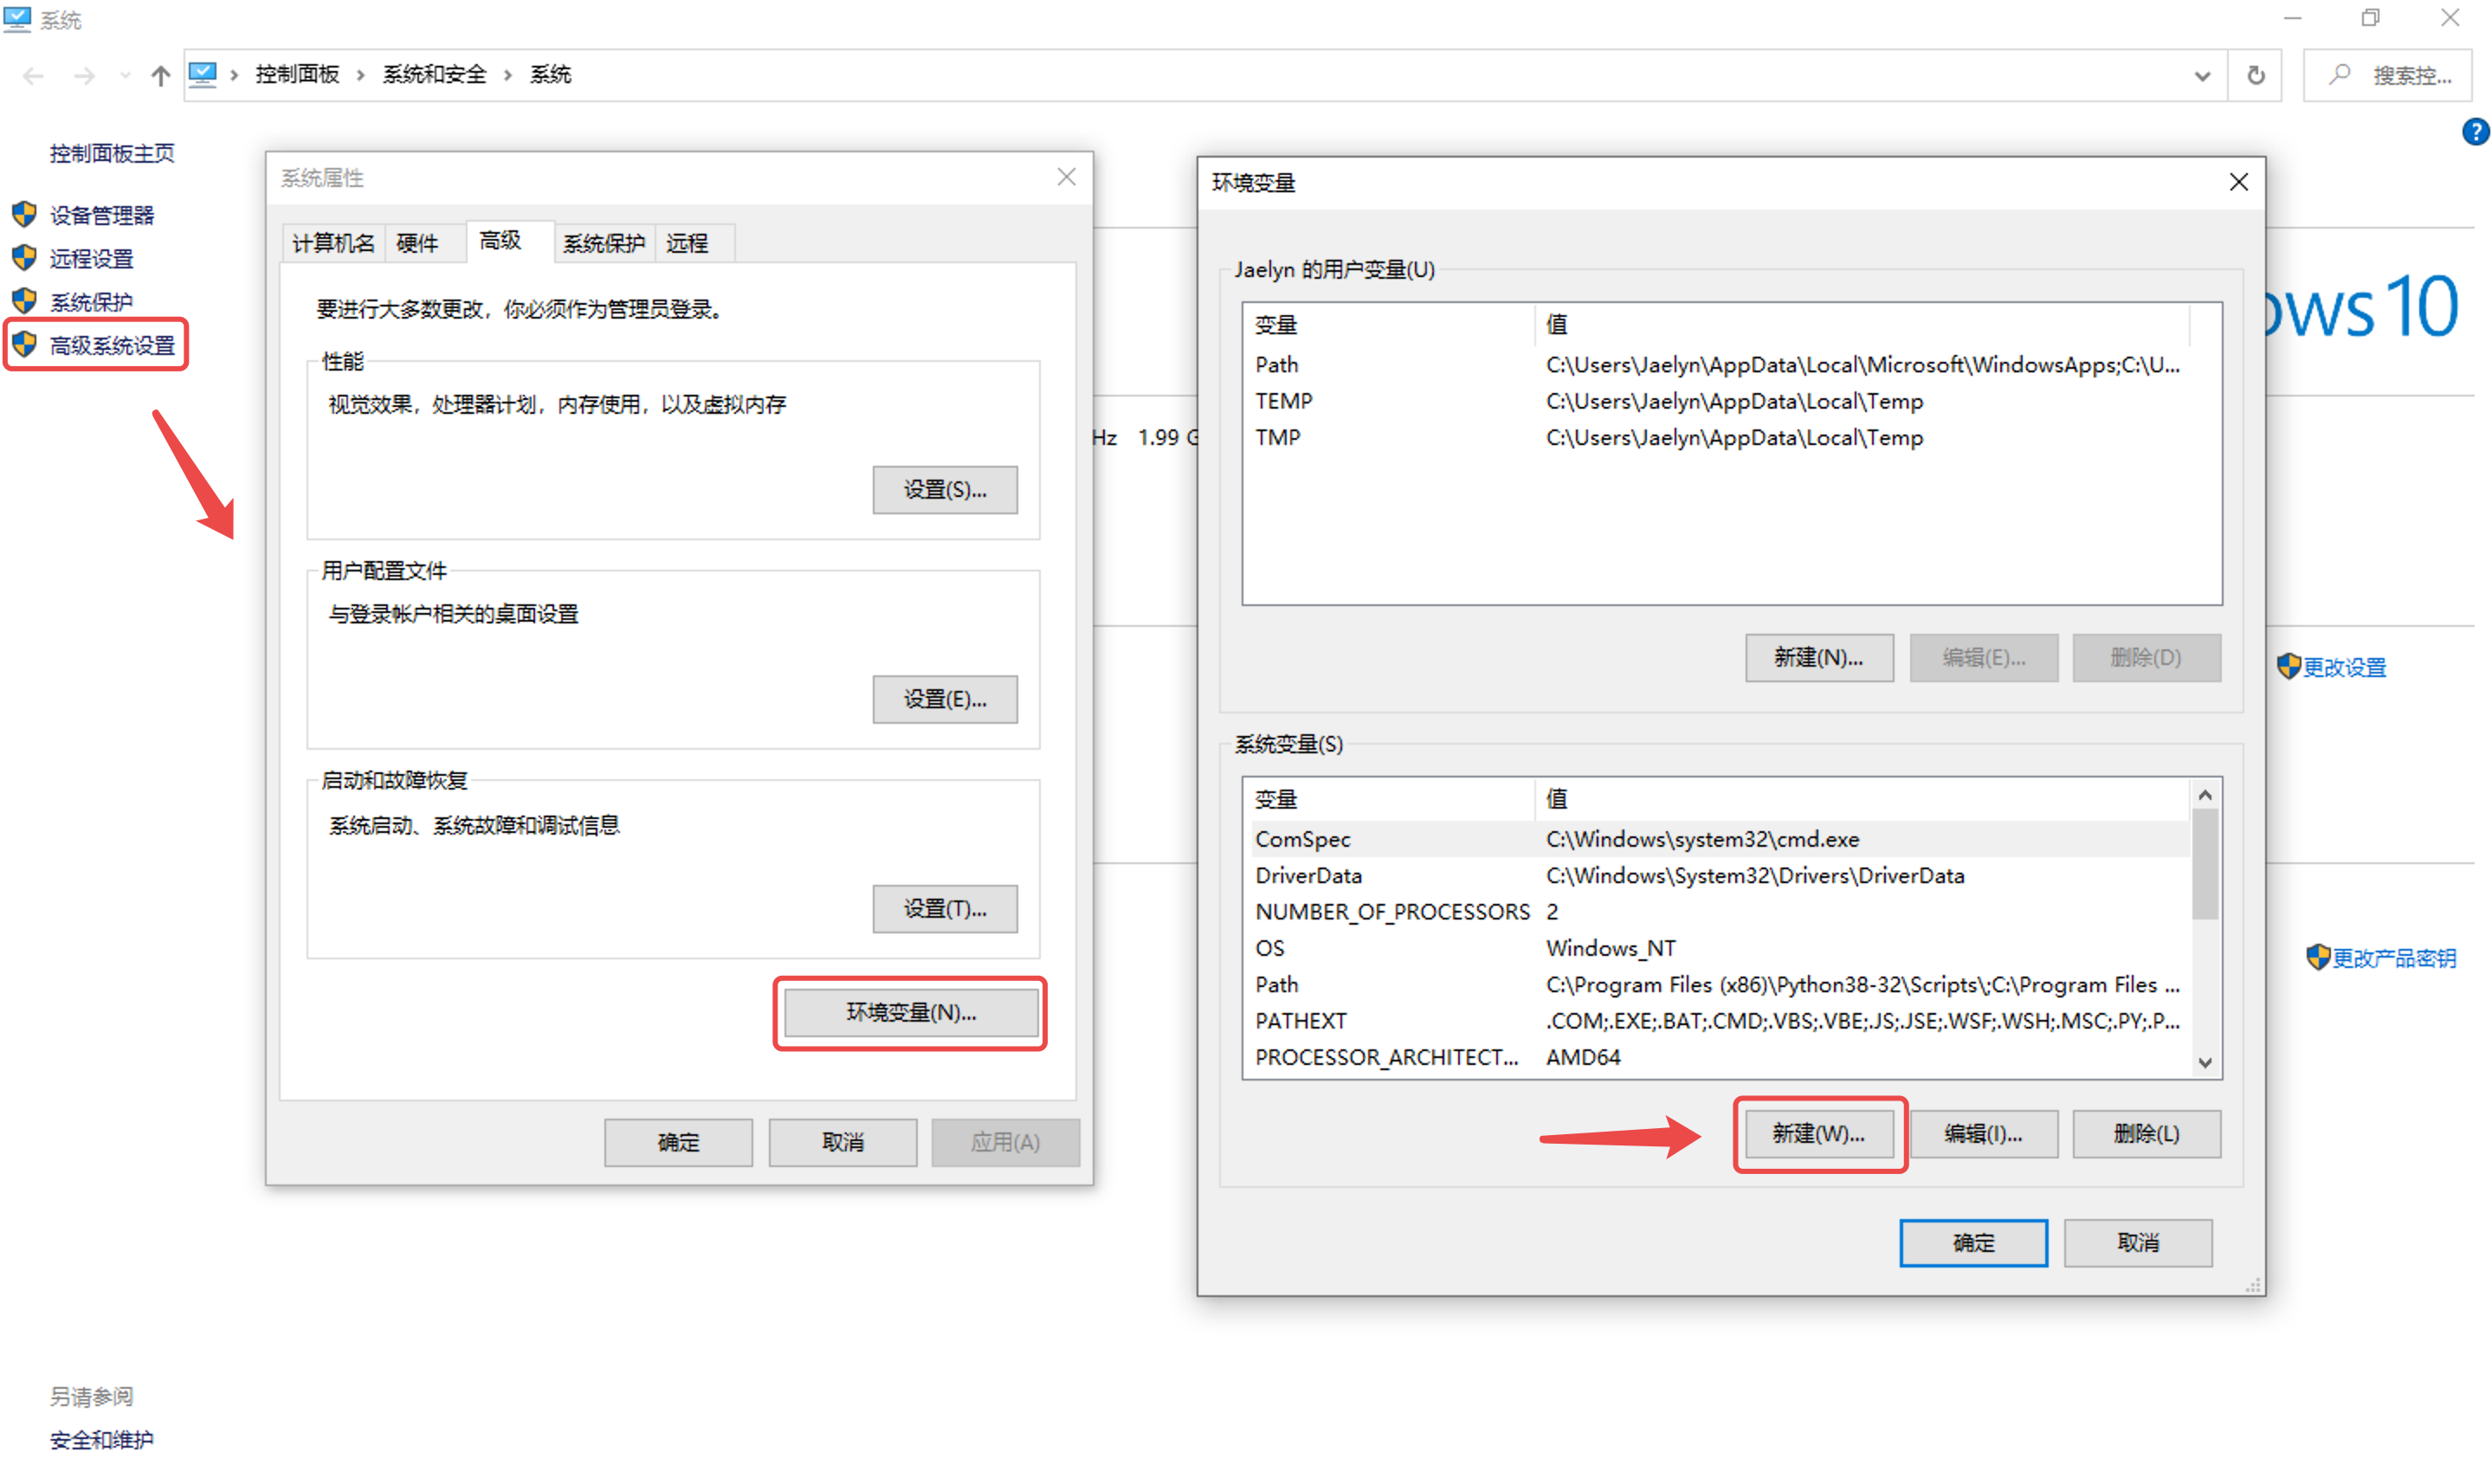 系统
控制面板 › 系统和安全 › 系统
搜索控...
控制面板主页
设备管理器
远程设置
系统保护
高级系统设置
系统属性
计算机名 硬件 高级 系统保护 远程
要进行大多数更改，你必须作为管理员登录。
性能
视觉效果，处理器计划，内存使用，以及虚拟内存
设置(S)...
用户配置文件
与登录帐户相关的桌面设置
设置(E)...
启动和故障恢复
系统启动、系统故障和调试信息
设置(T)...
环境变量(N)...
确定 取消 应用(A)
Hz 1.99 G
环境变量
Jaelyn 的用户变量(U)
变量 值
Path C:\Users\Jaelyn\AppData\Local\Microsoft\WindowsApps;C:\U...
TEMP C:\Users\Jaelyn\AppData\Local\Temp
TMP C:\Users\Jaelyn\AppData\Local\Temp
新建(N)... 编辑(E)... 删除(D)
系统变量(S)
变量 值
ComSpec C:\Windows\system32\cmd.exe
DriverData C:\Windows\System32\Drivers\DriverData
NUMBER_OF_PROCESSORS 2
OS Windows_NT
Path C:\Program Files (x86)\Python38-32\Scripts\;C:\Program Files ...
PATHEXT .COM;.EXE;.BAT;.CMD;.VBS;.VBE;.JS;.JSE;.WSF;.WSH;.MSC;.PY;.P...
PROCESSOR_ARCHITECT... AMD64
新建(W)... 编辑(I)... 删除(L)
确定 取消
ows 10
更改设置
更改产品密钥
另请参阅
安全和维护